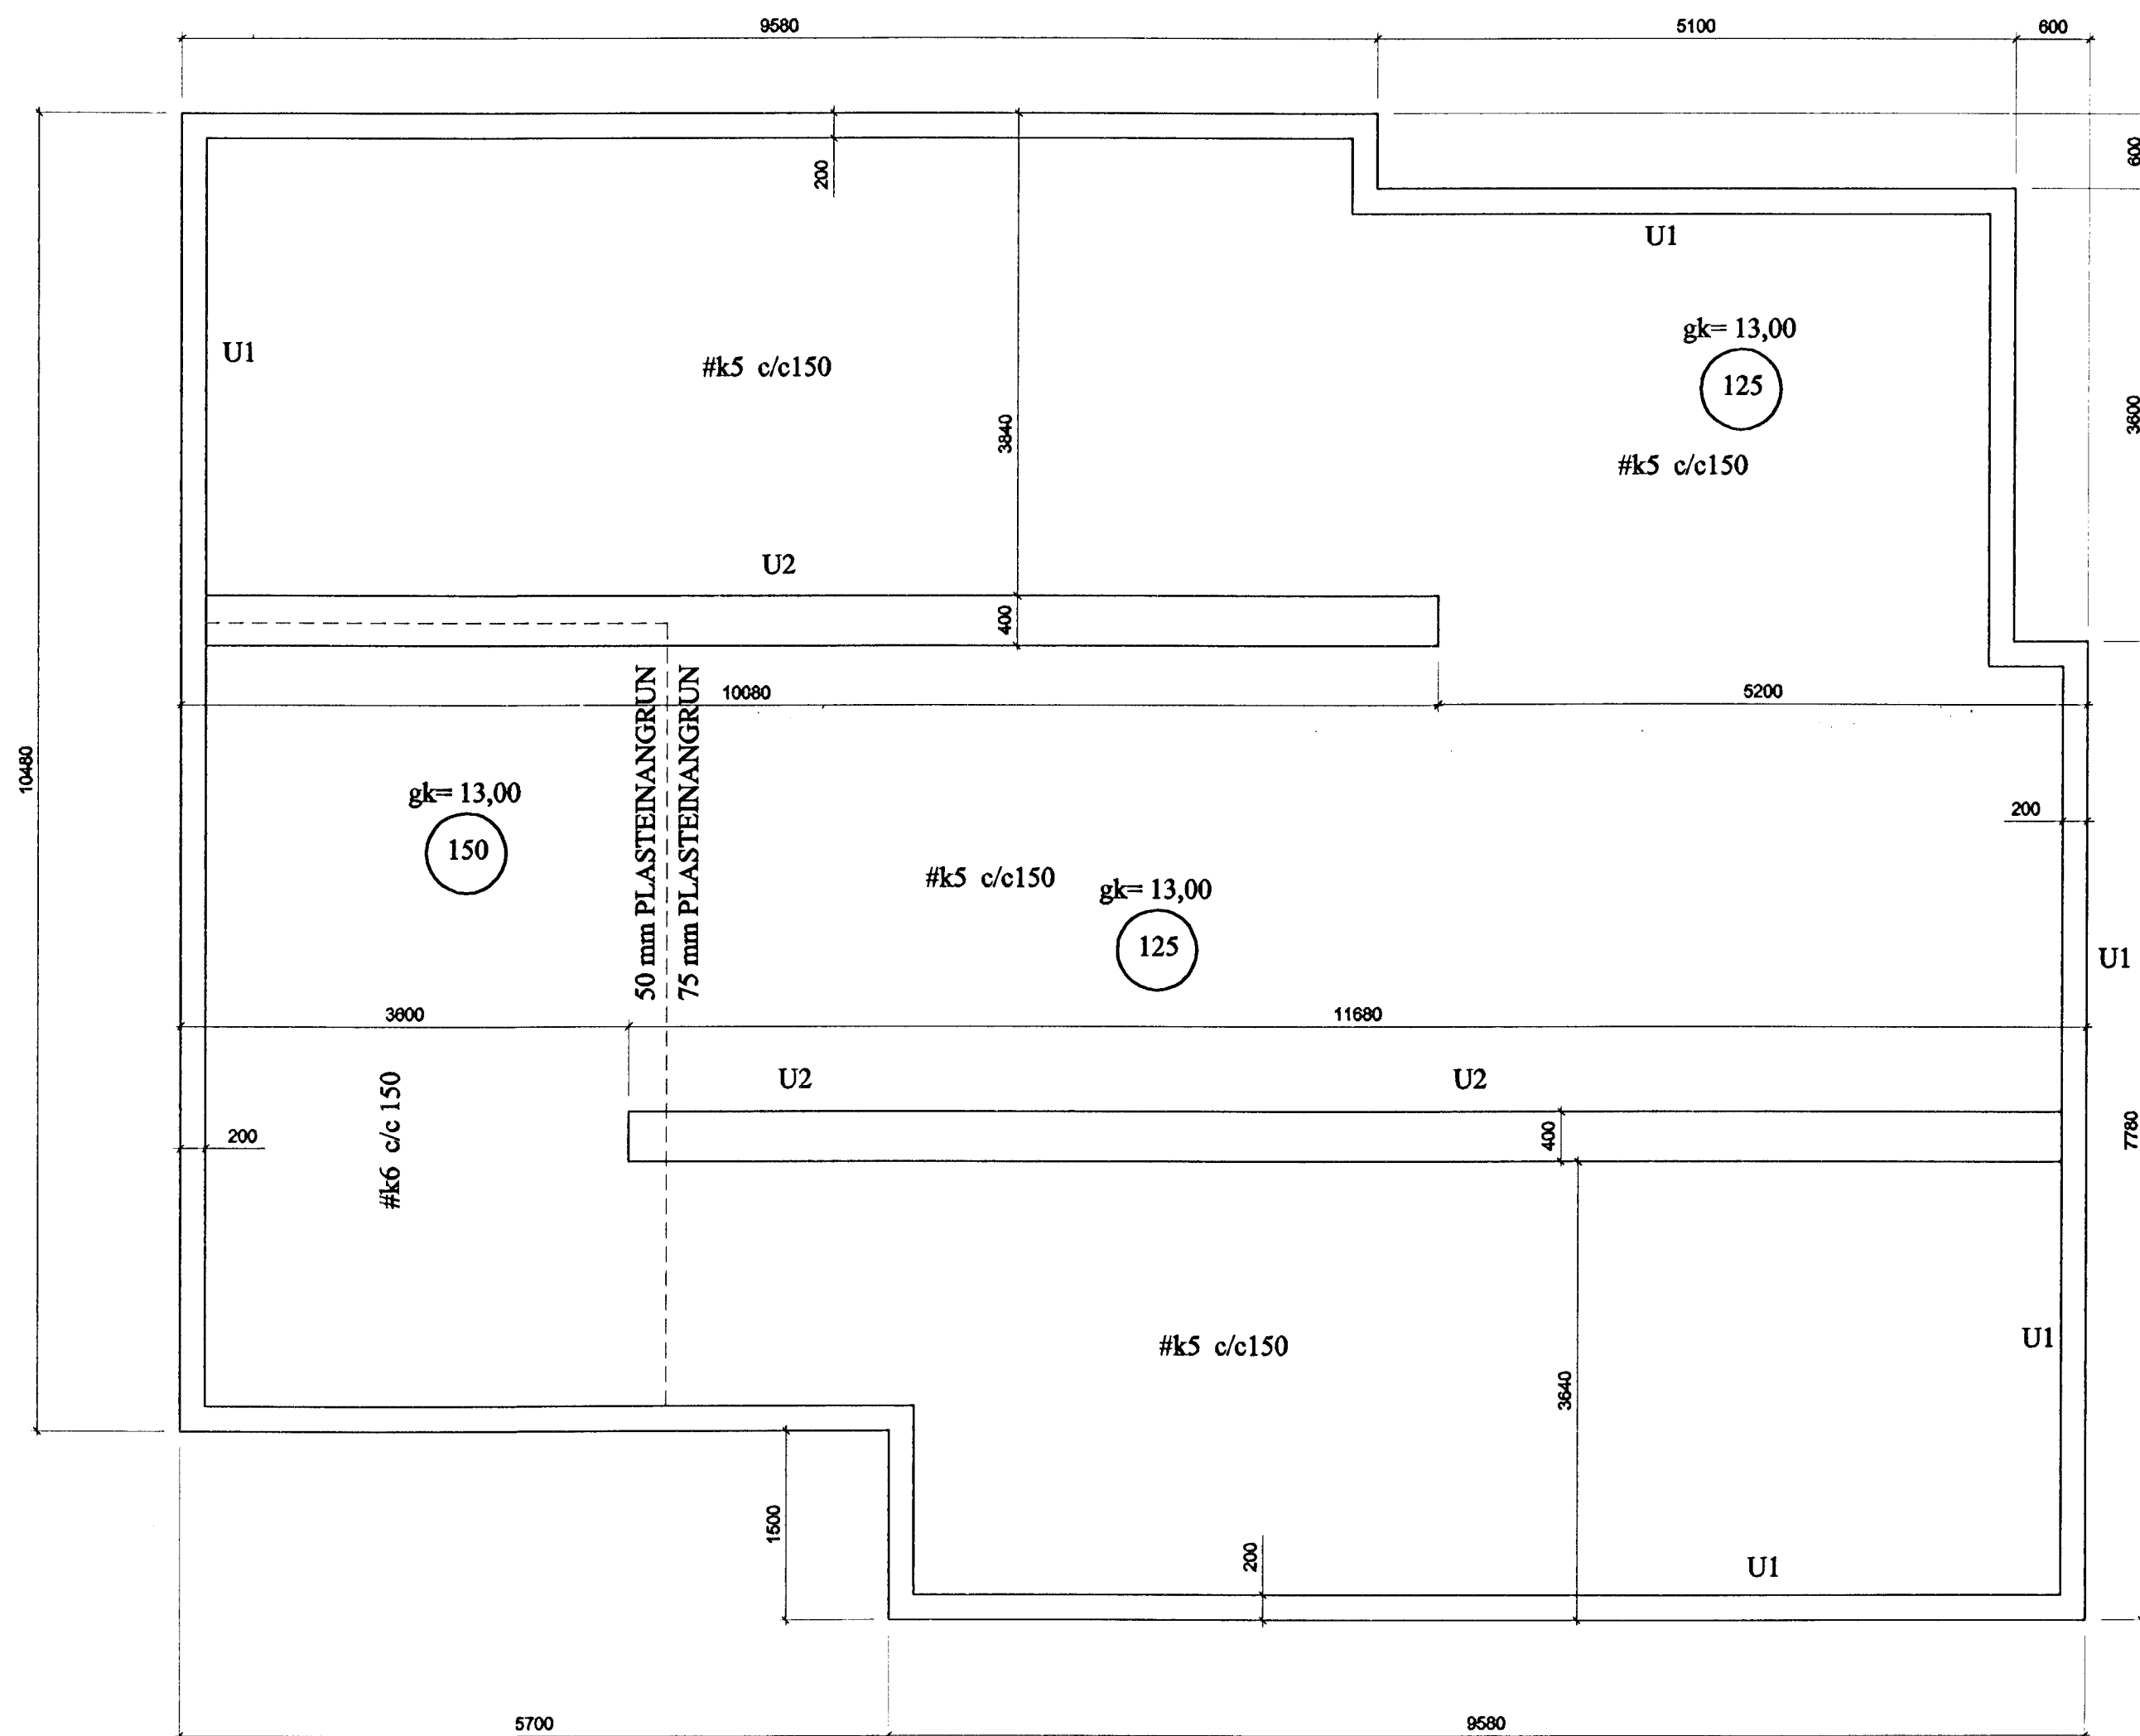 9580
5100
600
600
200
U1
gk= 13,00
125
U1
#k5 c/c150
3840
3600
#k5 c/c150
U2
400
10080
5200
10480
50 mm PLASTEINANGRUN
75 mm PLASTEINANGRUN
gk= 13,00
150
200
#k5 c/c150
gk= 13,00
125
U1
3600
11680
#k6 c/c 150
U2
U2
200
400
7780
#k5 c/c150
U1
3640
1500
200
U1
5700
9580